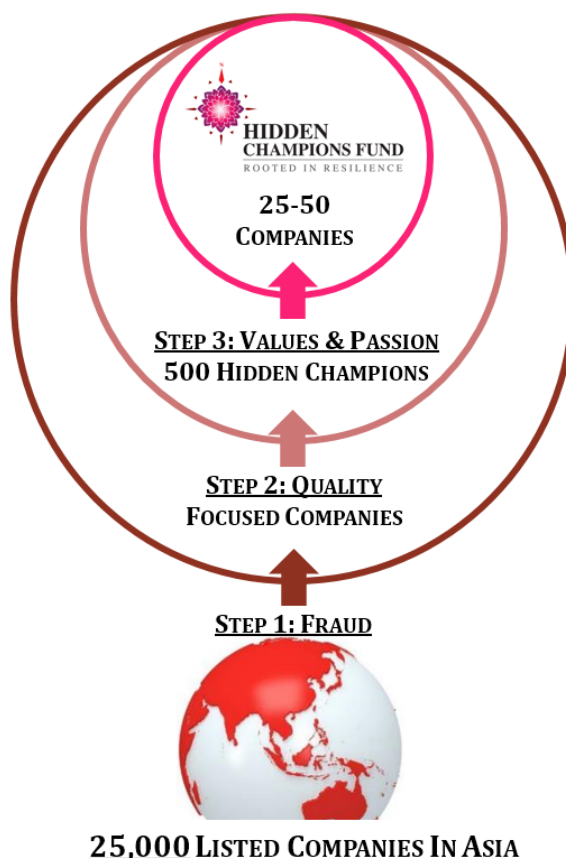 HIDDEN
CHAMPIONS FUND
ROOTED IN RESILIENCE
25-50
COMPANIES
STEP 3: VALUES & PASSION
500 HIDDEN CHAMPIONS
STEP 2: QUALITY
FOCUSED COMPANIES
STEP 1: FRAUD
25,000 LISTED COMPANIES IN ASIA